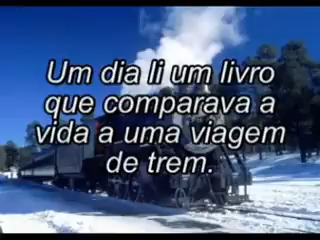 Um dia li um livro
que comparava a
vida a uma viagem
de trem.